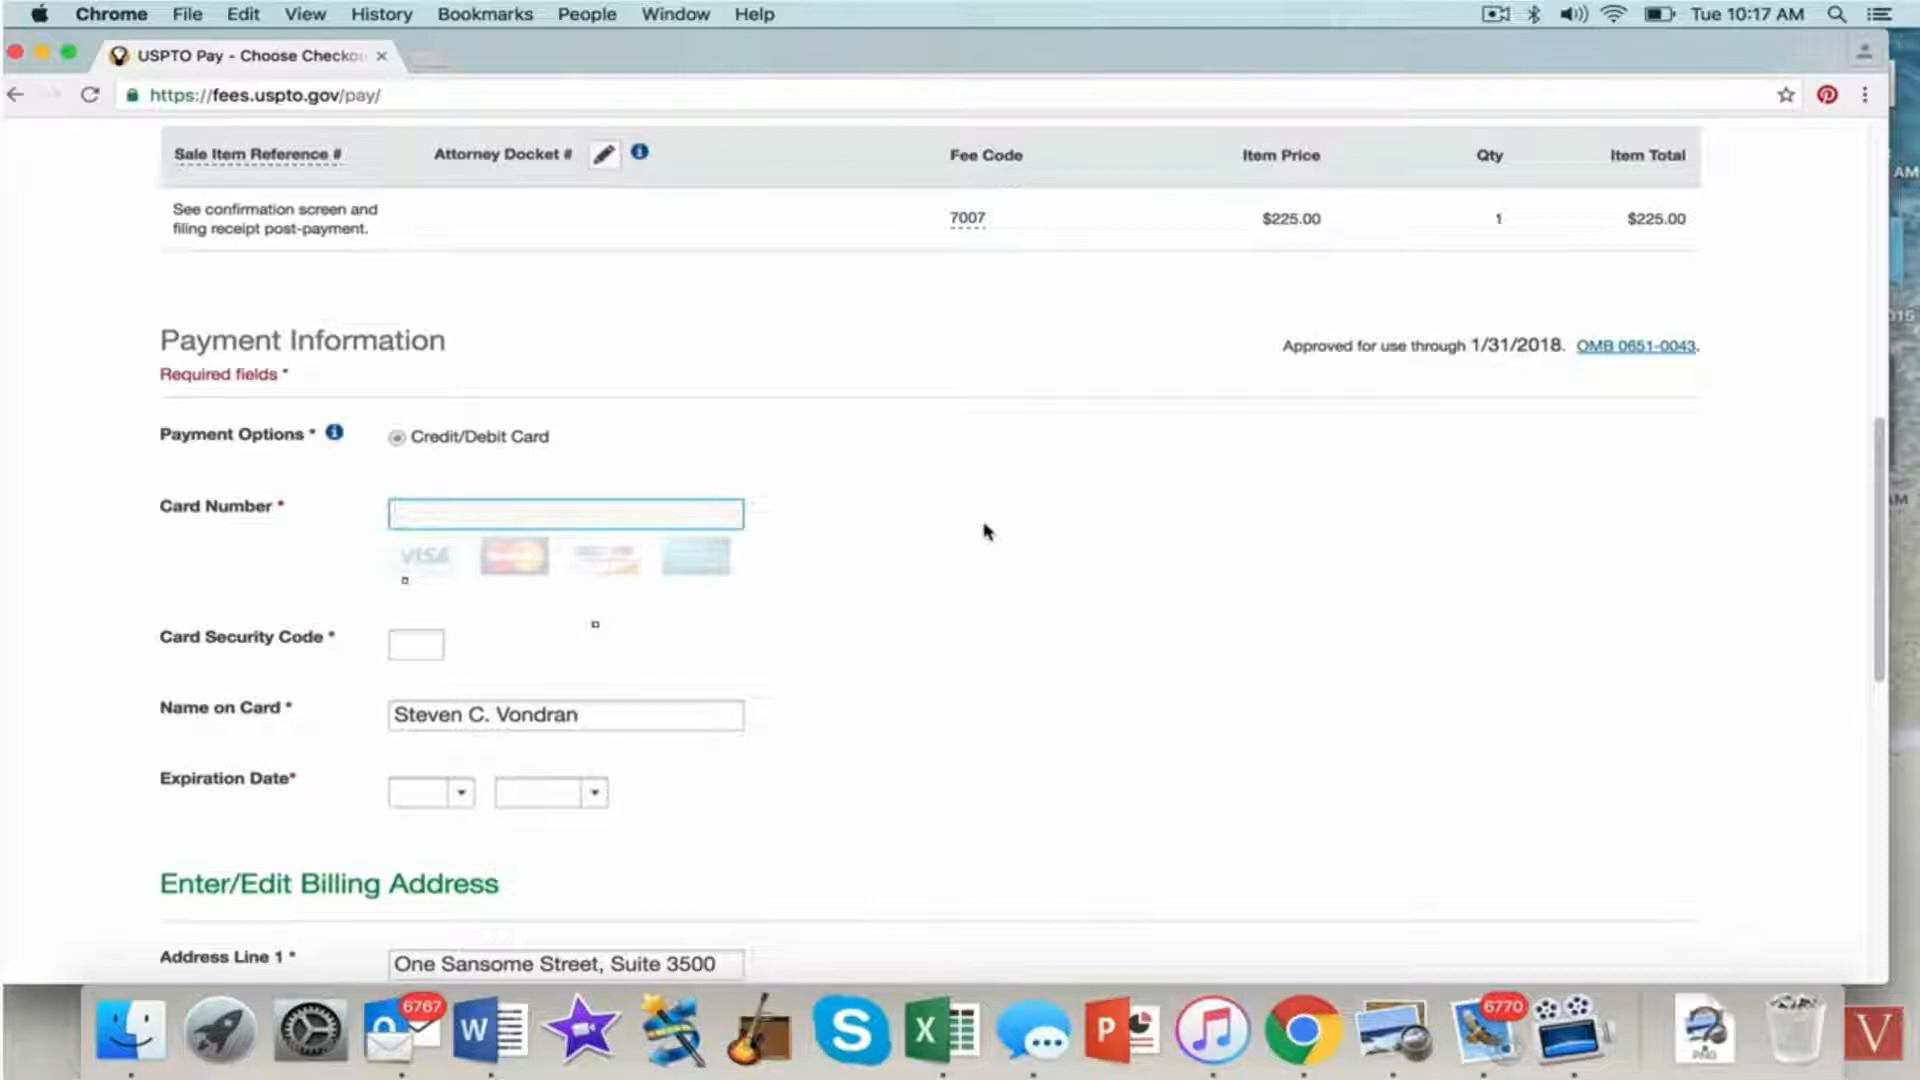 Chrome File Edit View History Bookmarks People Window Help Tue 10:17 AM
USPTO Pay - Choose Checko
https://fees.uspto.gov/pay/
Sale Item Reference # Attorney Docket # Fee Code Item Price Qty Item Total
See confirmation screen and
filing receipt post-payment.
7007 $225.00 1 $225.00
Payment Information
Approved for use through 1/31/2018. OMB 0651-0043.
Required fields *
Payment Options * Credit/Debit Card
Card Number *
VISA
Card Security Code *
Name on Card * Steven C. Vondran
Expiration Date*
Enter/Edit Billing Address
Address Line 1 * One Sansome Street, Suite 3500
AM
015
6767
W
S
X
P
6770
PNG
V